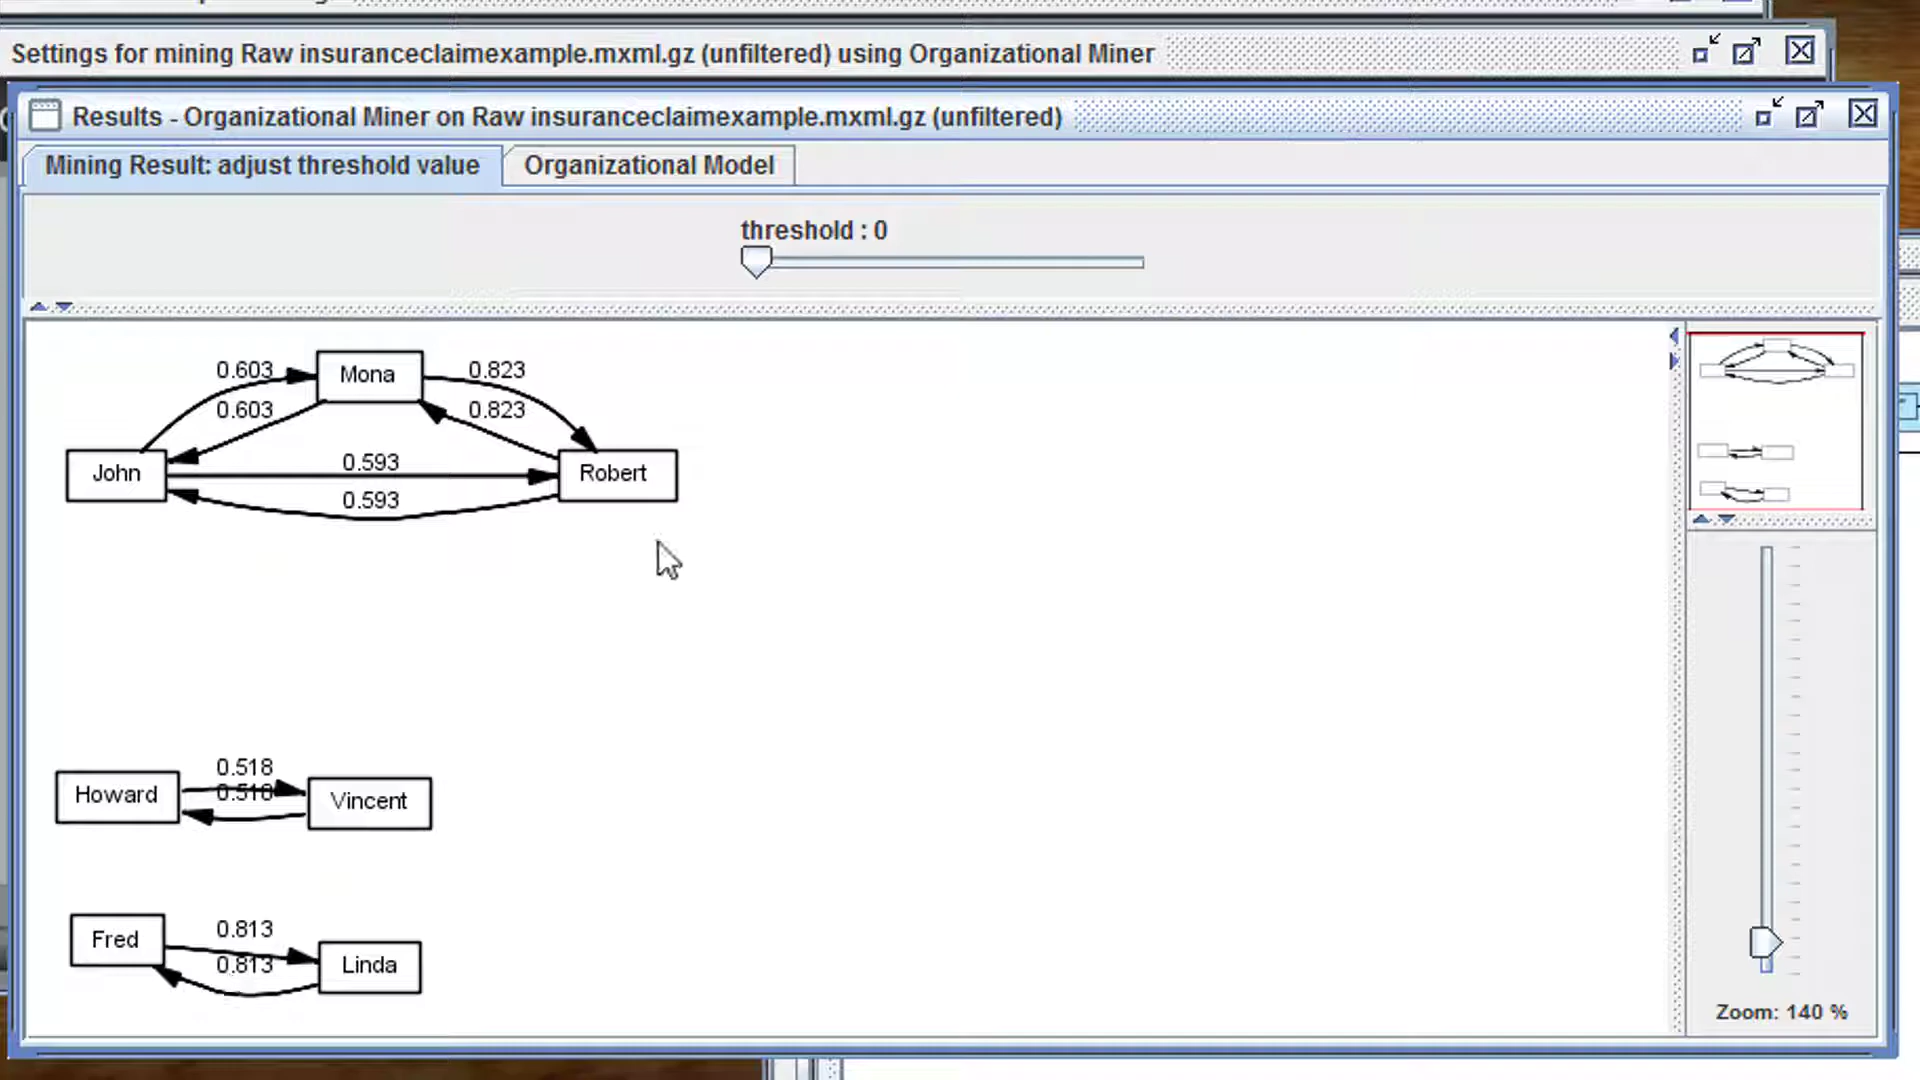 Settings for mining Raw insuranceclaimexample.mxml.gz (unfiltered) using Organizational Miner
Results - Organizational Miner on Raw insuranceclaimexample.mxml.gz (unfiltered)
Mining Result: adjust threshold value
Organizational Model
threshold : 0
0.603
Mona
0.823
0.603
0.823
John
0.593
Robert
0.593
0.518
Howard
0.518
Vincent
0.813
Fred
0.813
Linda
Zoom: 140 %